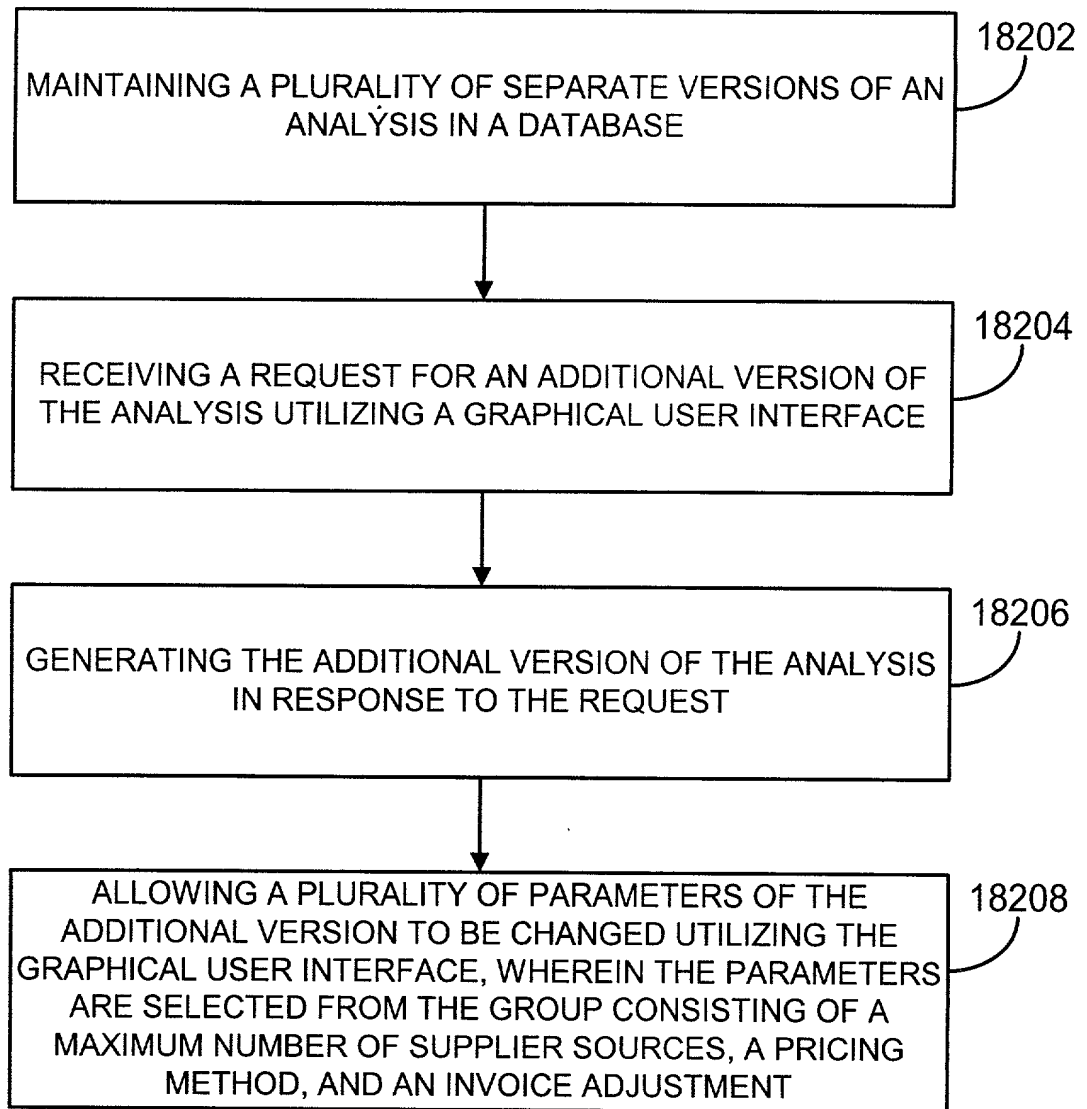 18202
MAINTAINING A PLURALITY OF SEPARATE VERSIONS OF AN
ANALYSIS IN A DATABASE
18204
RECEIVING A REQUEST FOR AN ADDITIONAL VERSION OF
THE ANALYSIS UTILIZING A GRAPHICAL USER INTERFACE
18206
GENERATING THE ADDITIONAL VERSION OF THE ANALYSIS
IN RESPONSE TO THE REQUEST
18208
ALLOWING A PLURALITY OF PARAMETERS OF THE
ADDITIONAL VERSION TO BE CHANGED UTILIZING THE
GRAPHICAL USER INTERFACE, WHEREIN THE PARAMETERS
ARE SELECTED FROM THE GROUP CONSISTING OF A
MAXIMUM NUMBER OF SUPPLIER SOURCES, A PRICING
METHOD, AND AN INVOICE ADJUSTMENT